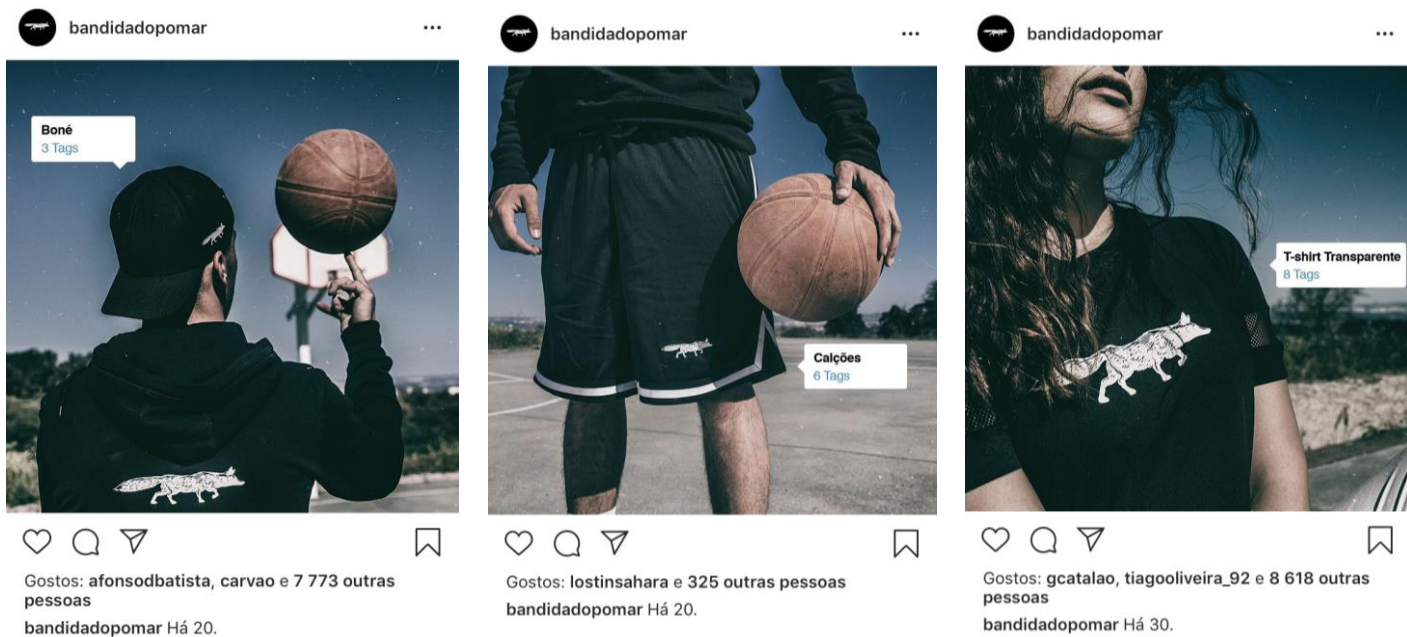 bandidadopomar
Boné
3 Tags
Gostos: afonsodbatista, carvao e 7 773 outras
pessoas
bandidadopomar Há 20.
bandidadopomar
Calções
6 Tags
Gostos: lostinsahara e 325 outras pessoas
bandidadopomar Há 20.
bandidadopomar
T-shirt Transparente
8 Tags
Gostos: gcatalao, tiagooliveira_92 e 8 618 outras
pessoas
bandidadopomar Há 30.